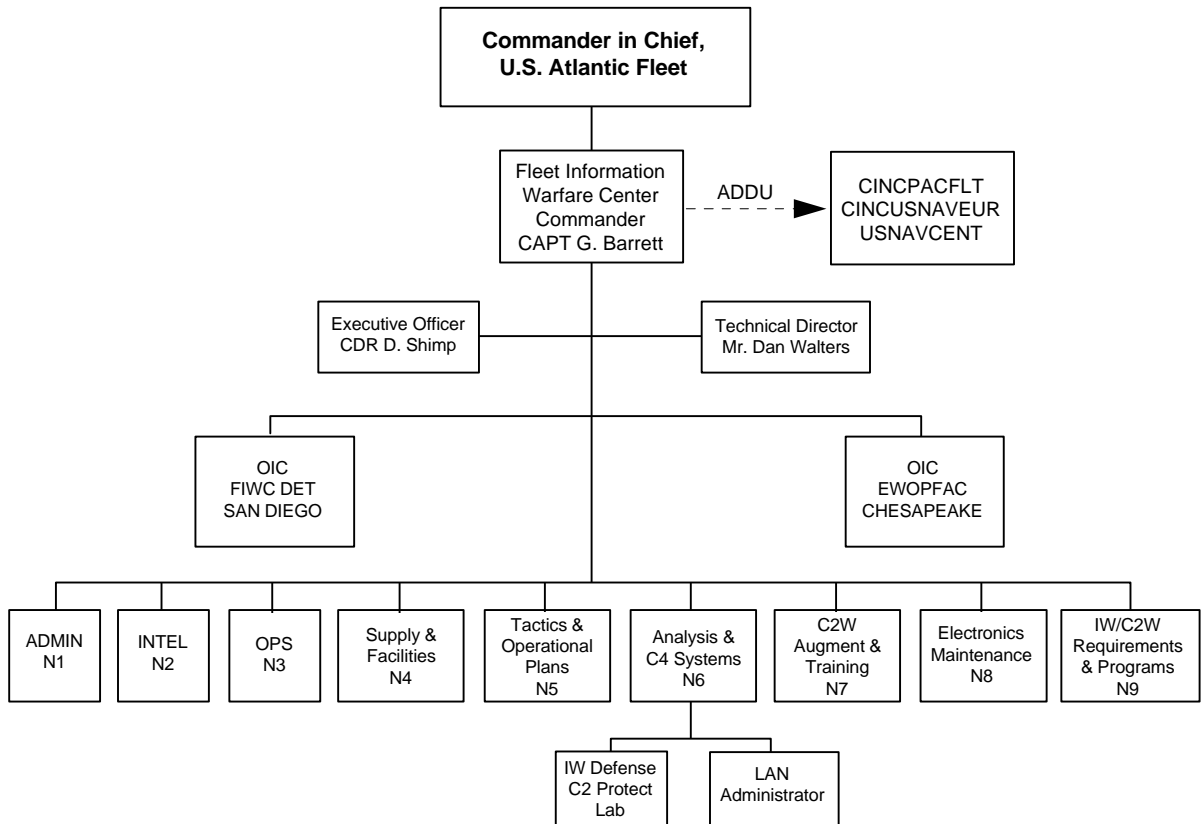 Commander in Chief,
U.S. Atlantic Fleet
Fleet Information
Warfare Center
Commander
CAPT G. Barrett
ADDU
CINCPACFLT
CINCUSNAVEUR
USNAVCENT
Executive Officer
CDR D. Shimp
Technical Director
Mr. Dan Walters
OIC
FIWC DET
SAN DIEGO
OIC
EWOPFAC
CHESAPEAKE
ADMIN
N1
INTEL
N2
OPS
N3
Supply &
Facilities
N4
Tactics &
Operational
Plans
N5
Analysis &
C4 Systems
N6
C2W
Augment &
Training
N7
Electronics
Maintenance
N8
IW/C2W
Requirements
& Programs
N9
IW Defense
C2 Protect
Lab
LAN
Administrator